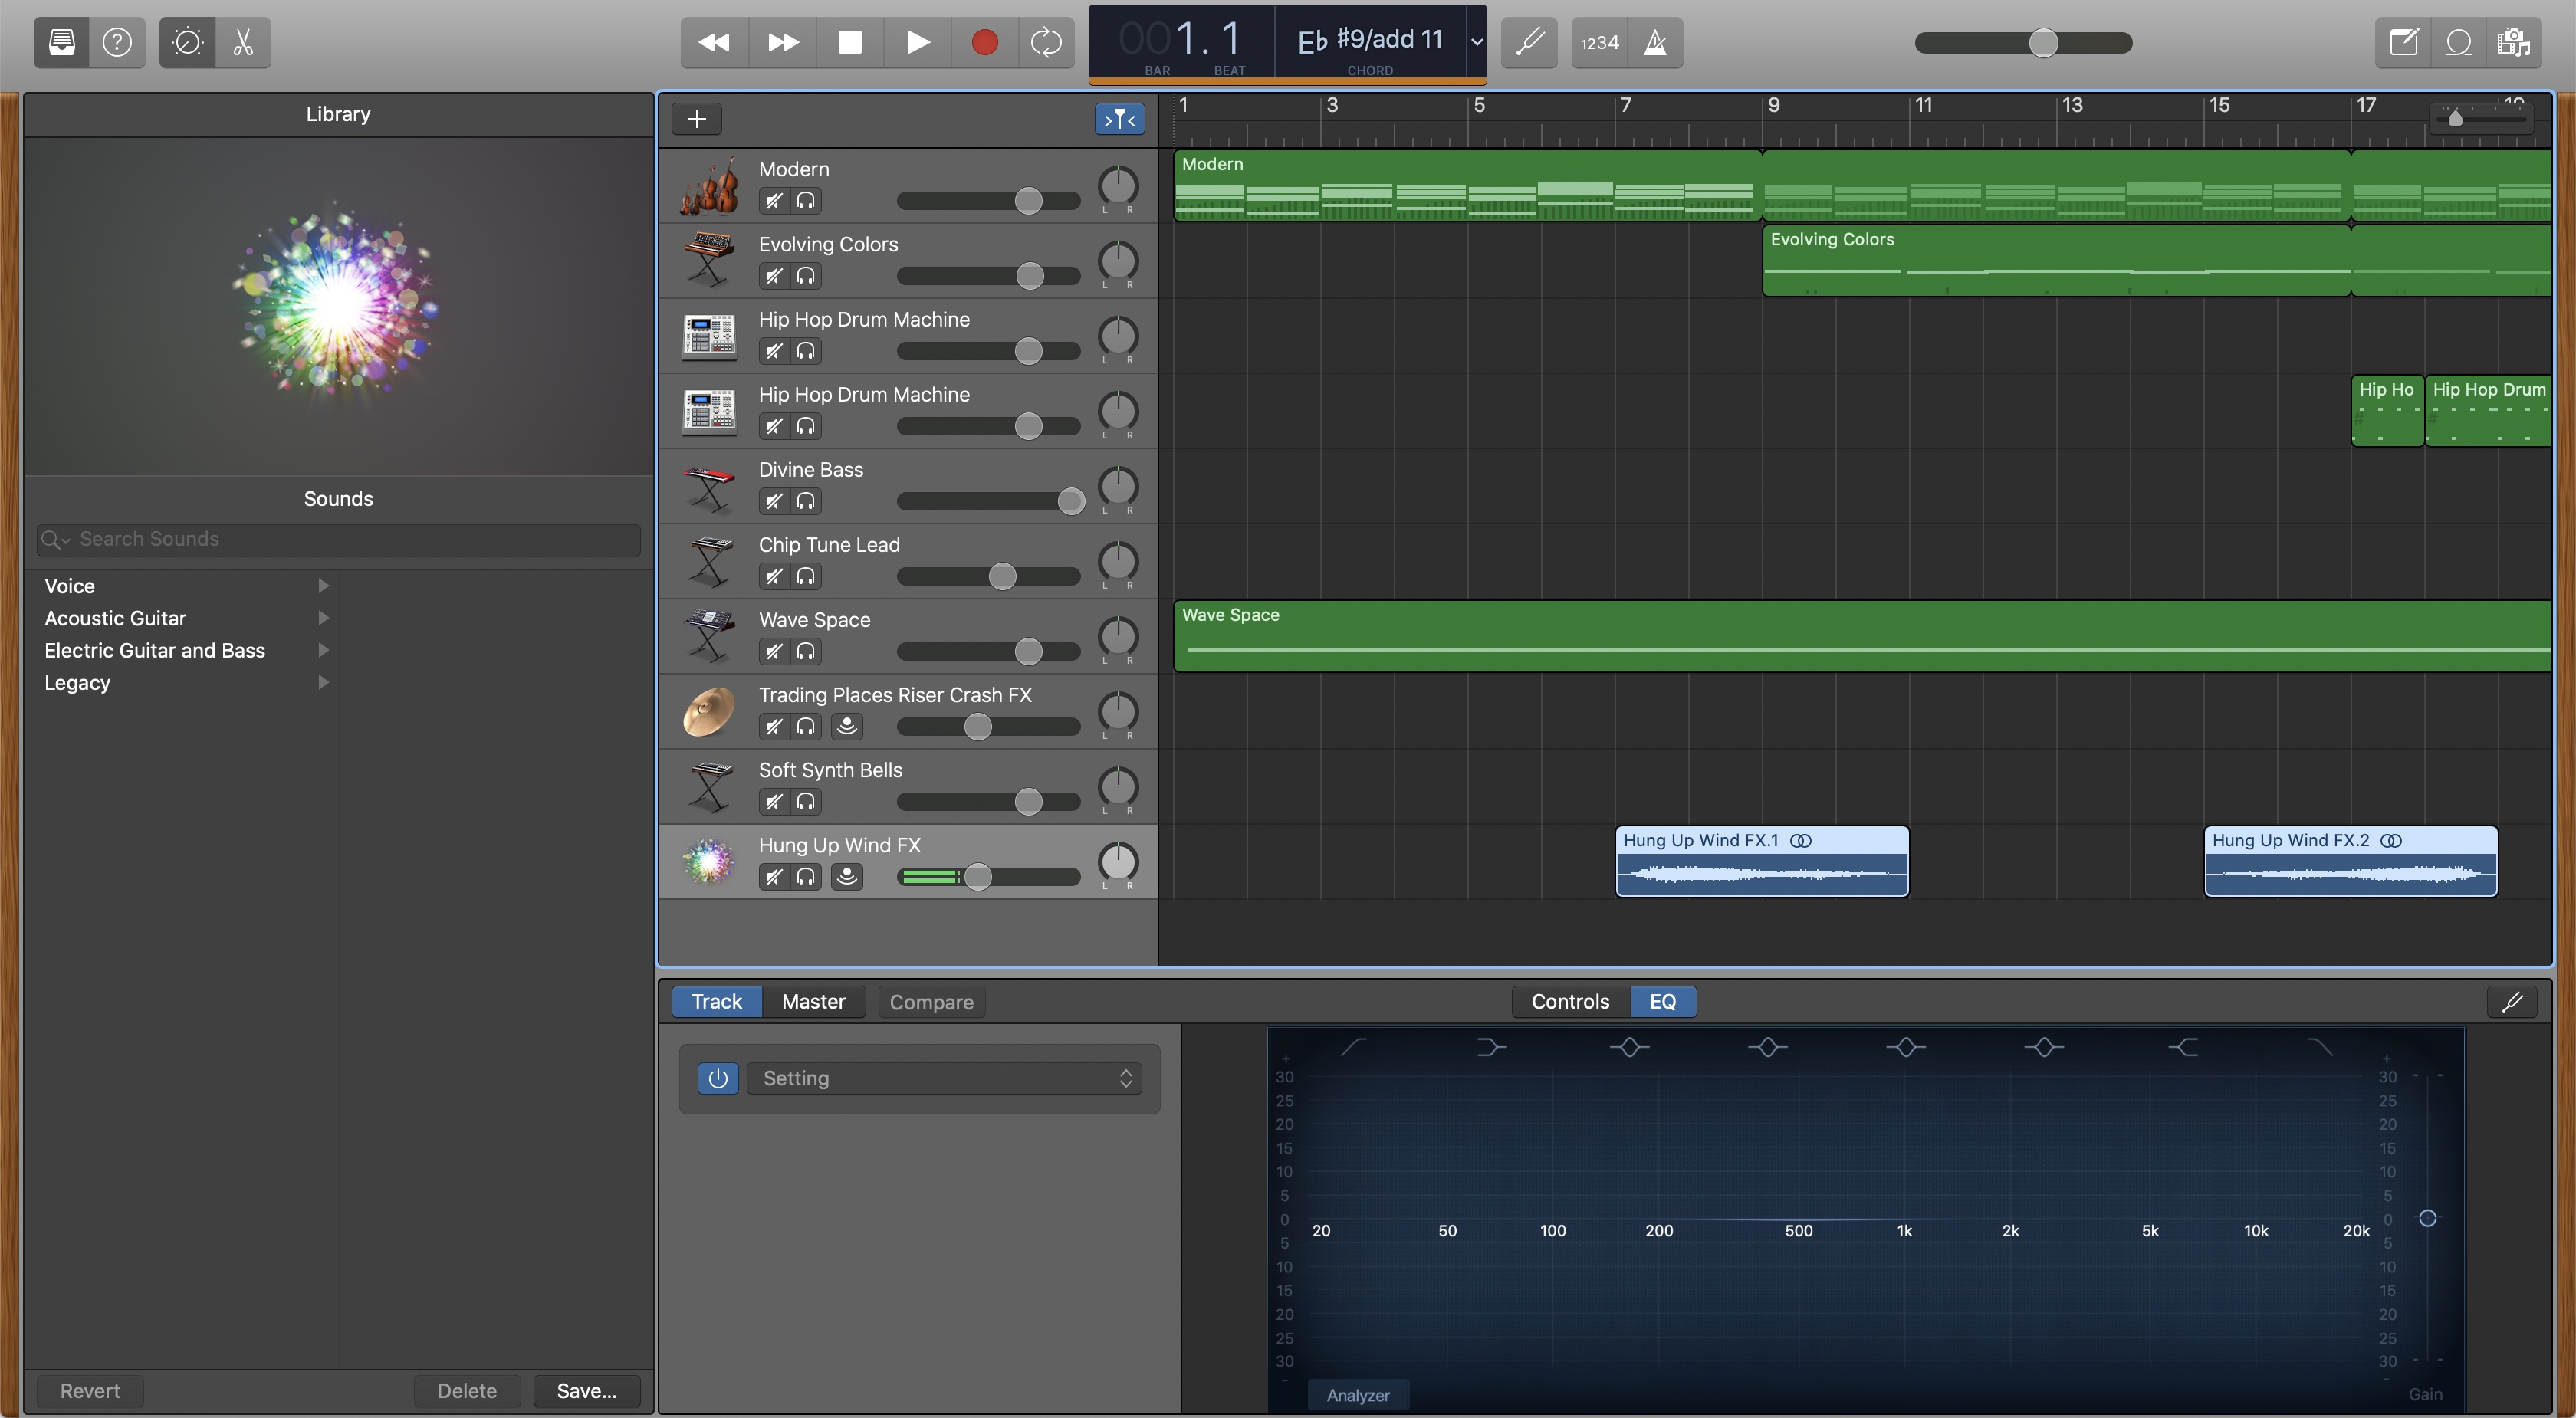 001. 1
BAR BEAT
E♭ #9/add 11
CHORD
1234
Library
Sounds
Search Sounds
Voice
Acoustic Guitar
Electric Guitar and Bass
Legacy
Revert
Delete
Save...
1 3 5 7 9 11 13 15 17
Modern
L R
Modern
Evolving Colors
L R
Evolving Colors
Hip Hop Drum Machine
L R
Hip Hop Drum Machine
L R
Hip Ho
Hip Hop Drum
Divine Bass
L R
Chip Tune Lead
L R
Wave Space
L R
Wave Space
Trading Places Riser Crash FX
L R
Soft Synth Bells
L R
Hung Up Wind FX
L R
Hung Up Wind FX.1
Hung Up Wind FX.2
Track
Master
Compare
Controls
EQ
Setting
+ +
30 30
25 25
20 20
15 15
10 10
5 5
0 0
20 50 100 200 500 1k 2k 5k 10k 20k
5 5
10 10
15 15
20 20
25 25
30 30
- -
Analyzer
Gain